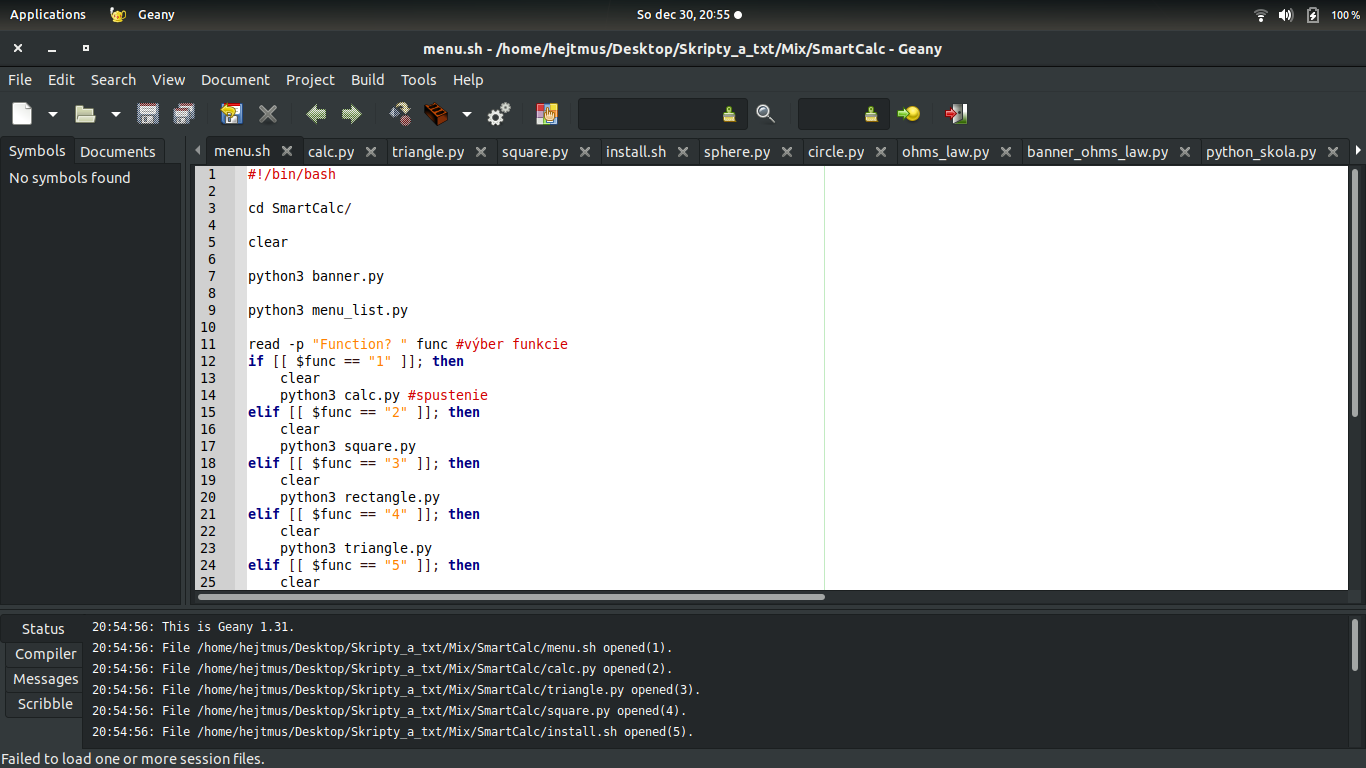 Applications Geany So dec 30, 20:55 100 %
menu.sh - /home/hejtmus/Desktop/Skripty_a_txt/Mix/SmartCalc - Geany
File Edit Search View Document Project Build Tools Help
Symbols Documents menu.sh calc.py triangle.py square.py install.sh sphere.py circle.py ohms_law.py banner_ohms_law.py python_skola.py
No symbols found
1 #!/bin/bash
2
3 cd SmartCalc/
4
5 clear
6
7 python3 banner.py
8
9 python3 menu_list.py
10
11 read -p "Function? " func #výber funkcie
12 if [[ $func == "1" ]]; then
13 clear
14 python3 calc.py #spustenie
15 elif [[ $func == "2" ]]; then
16 clear
17 python3 square.py
18 elif [[ $func == "3" ]]; then
19 clear
20 python3 rectangle.py
21 elif [[ $func == "4" ]]; then
22 clear
23 python3 triangle.py
24 elif [[ $func == "5" ]]; then
25 clear
Status
Compiler
Messages
Scribble
20:54:56: This is Geany 1.31.
20:54:56: File /home/hejtmus/Desktop/Skripty_a_txt/Mix/SmartCalc/menu.sh opened(1).
20:54:56: File /home/hejtmus/Desktop/Skripty_a_txt/Mix/SmartCalc/calc.py opened(2).
20:54:56: File /home/hejtmus/Desktop/Skripty_a_txt/Mix/SmartCalc/triangle.py opened(3).
20:54:56: File /home/hejtmus/Desktop/Skripty_a_txt/Mix/SmartCalc/square.py opened(4).
20:54:56: File /home/hejtmus/Desktop/Skripty_a_txt/Mix/SmartCalc/install.sh opened(5).
Failed to load one or more session files.